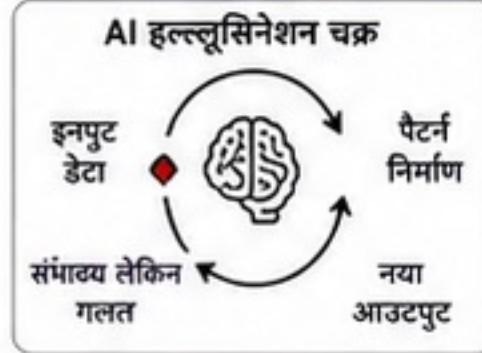 AI हल्लूसिनेशन चक्र
इनपुट
डेटा
पैटर्न
निर्माण
संभाव्य लेकिन
गलत
नया
आउटपुट